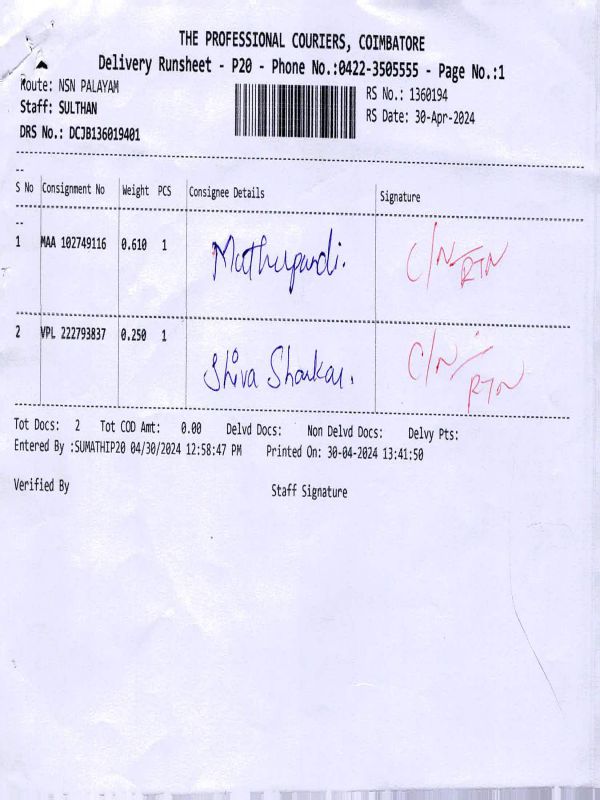 THE PROFESSIONAL COURIERS, COIMBATORE
Delivery Runsheet - P20 - Phone No.:0422-3505555 - Page No.:1
Route: NSN PALAYAM
RS No.: 1360194
Staff: SULTHAN
RS Date: 30-Apr-2024
DRS No.: DCJB136019401
--
S No Consignment No Weight PCS Consignee Details Signature
--
1 MAA 102749116 0.610 1 Muthupandi. C/N RTN
2 VPL 222793837 0.250 1 Shiva Shankar. C/N RTN
Tot Docs: 2 Tot COD Amt: 0.00 Delvd Docs: Non Delvd Docs: Delvy Pts:
Entered By :SUMATHIP20 04/30/2024 12:58:47 PM Printed On: 30-04-2024 13:41:50
Verified By Staff Signature